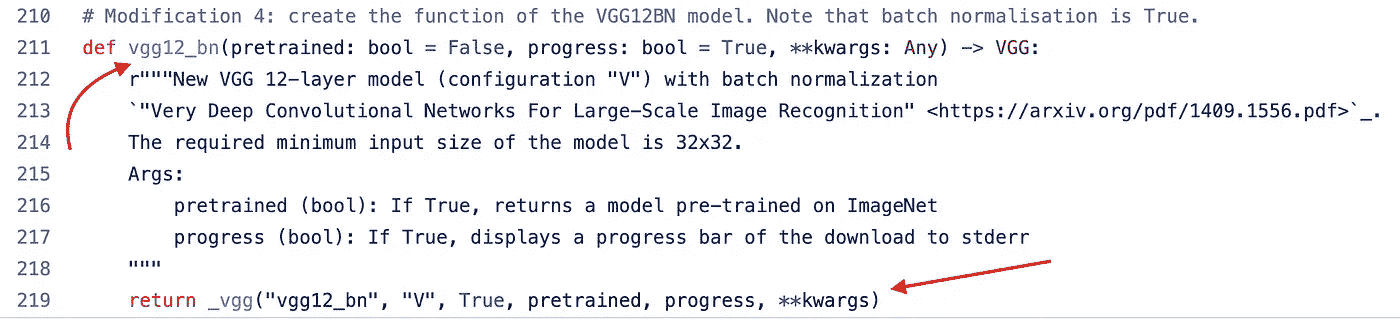 210 # Modification 4: create the function of the VGG12BN model. Note that batch normalisation is True.
211 def vgg12_bn(pretrained: bool = False, progress: bool = True, **kwargs: Any) -> VGG:
212 r"""New VGG 12-layer model (configuration "V") with batch normalization
213 `"Very Deep Convolutional Networks For Large-Scale Image Recognition" <https://arxiv.org/pdf/1409.1556.pdf>`_.
214 The required minimum input size of the model is 32x32.
215 Args:
216 pretrained (bool): If True, returns a model pre-trained on ImageNet
217 progress (bool): If True, displays a progress bar of the download to stderr
218 """
219 return _vgg("vgg12_bn", "V", True, pretrained, progress, **kwargs)